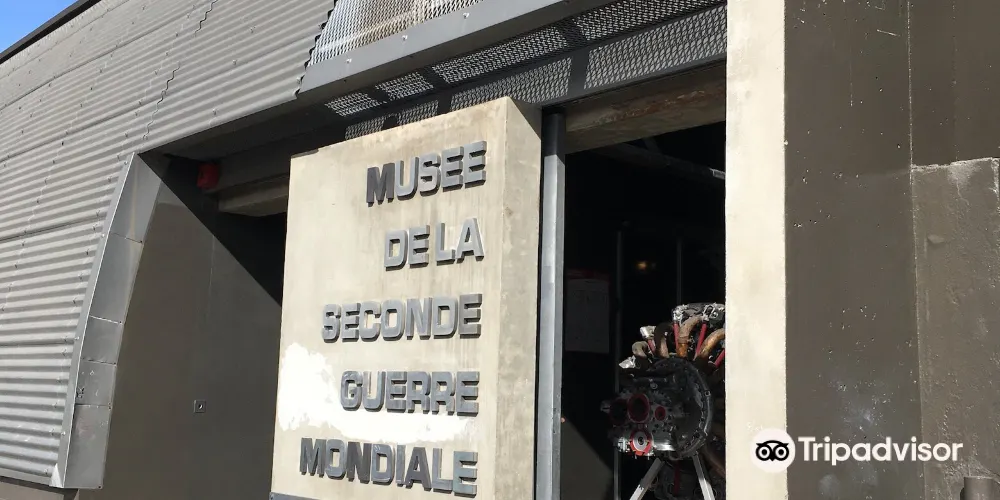 MUSEE
DE LA
SECONDE
GUERRE
MONDIALE
Tripadvisor